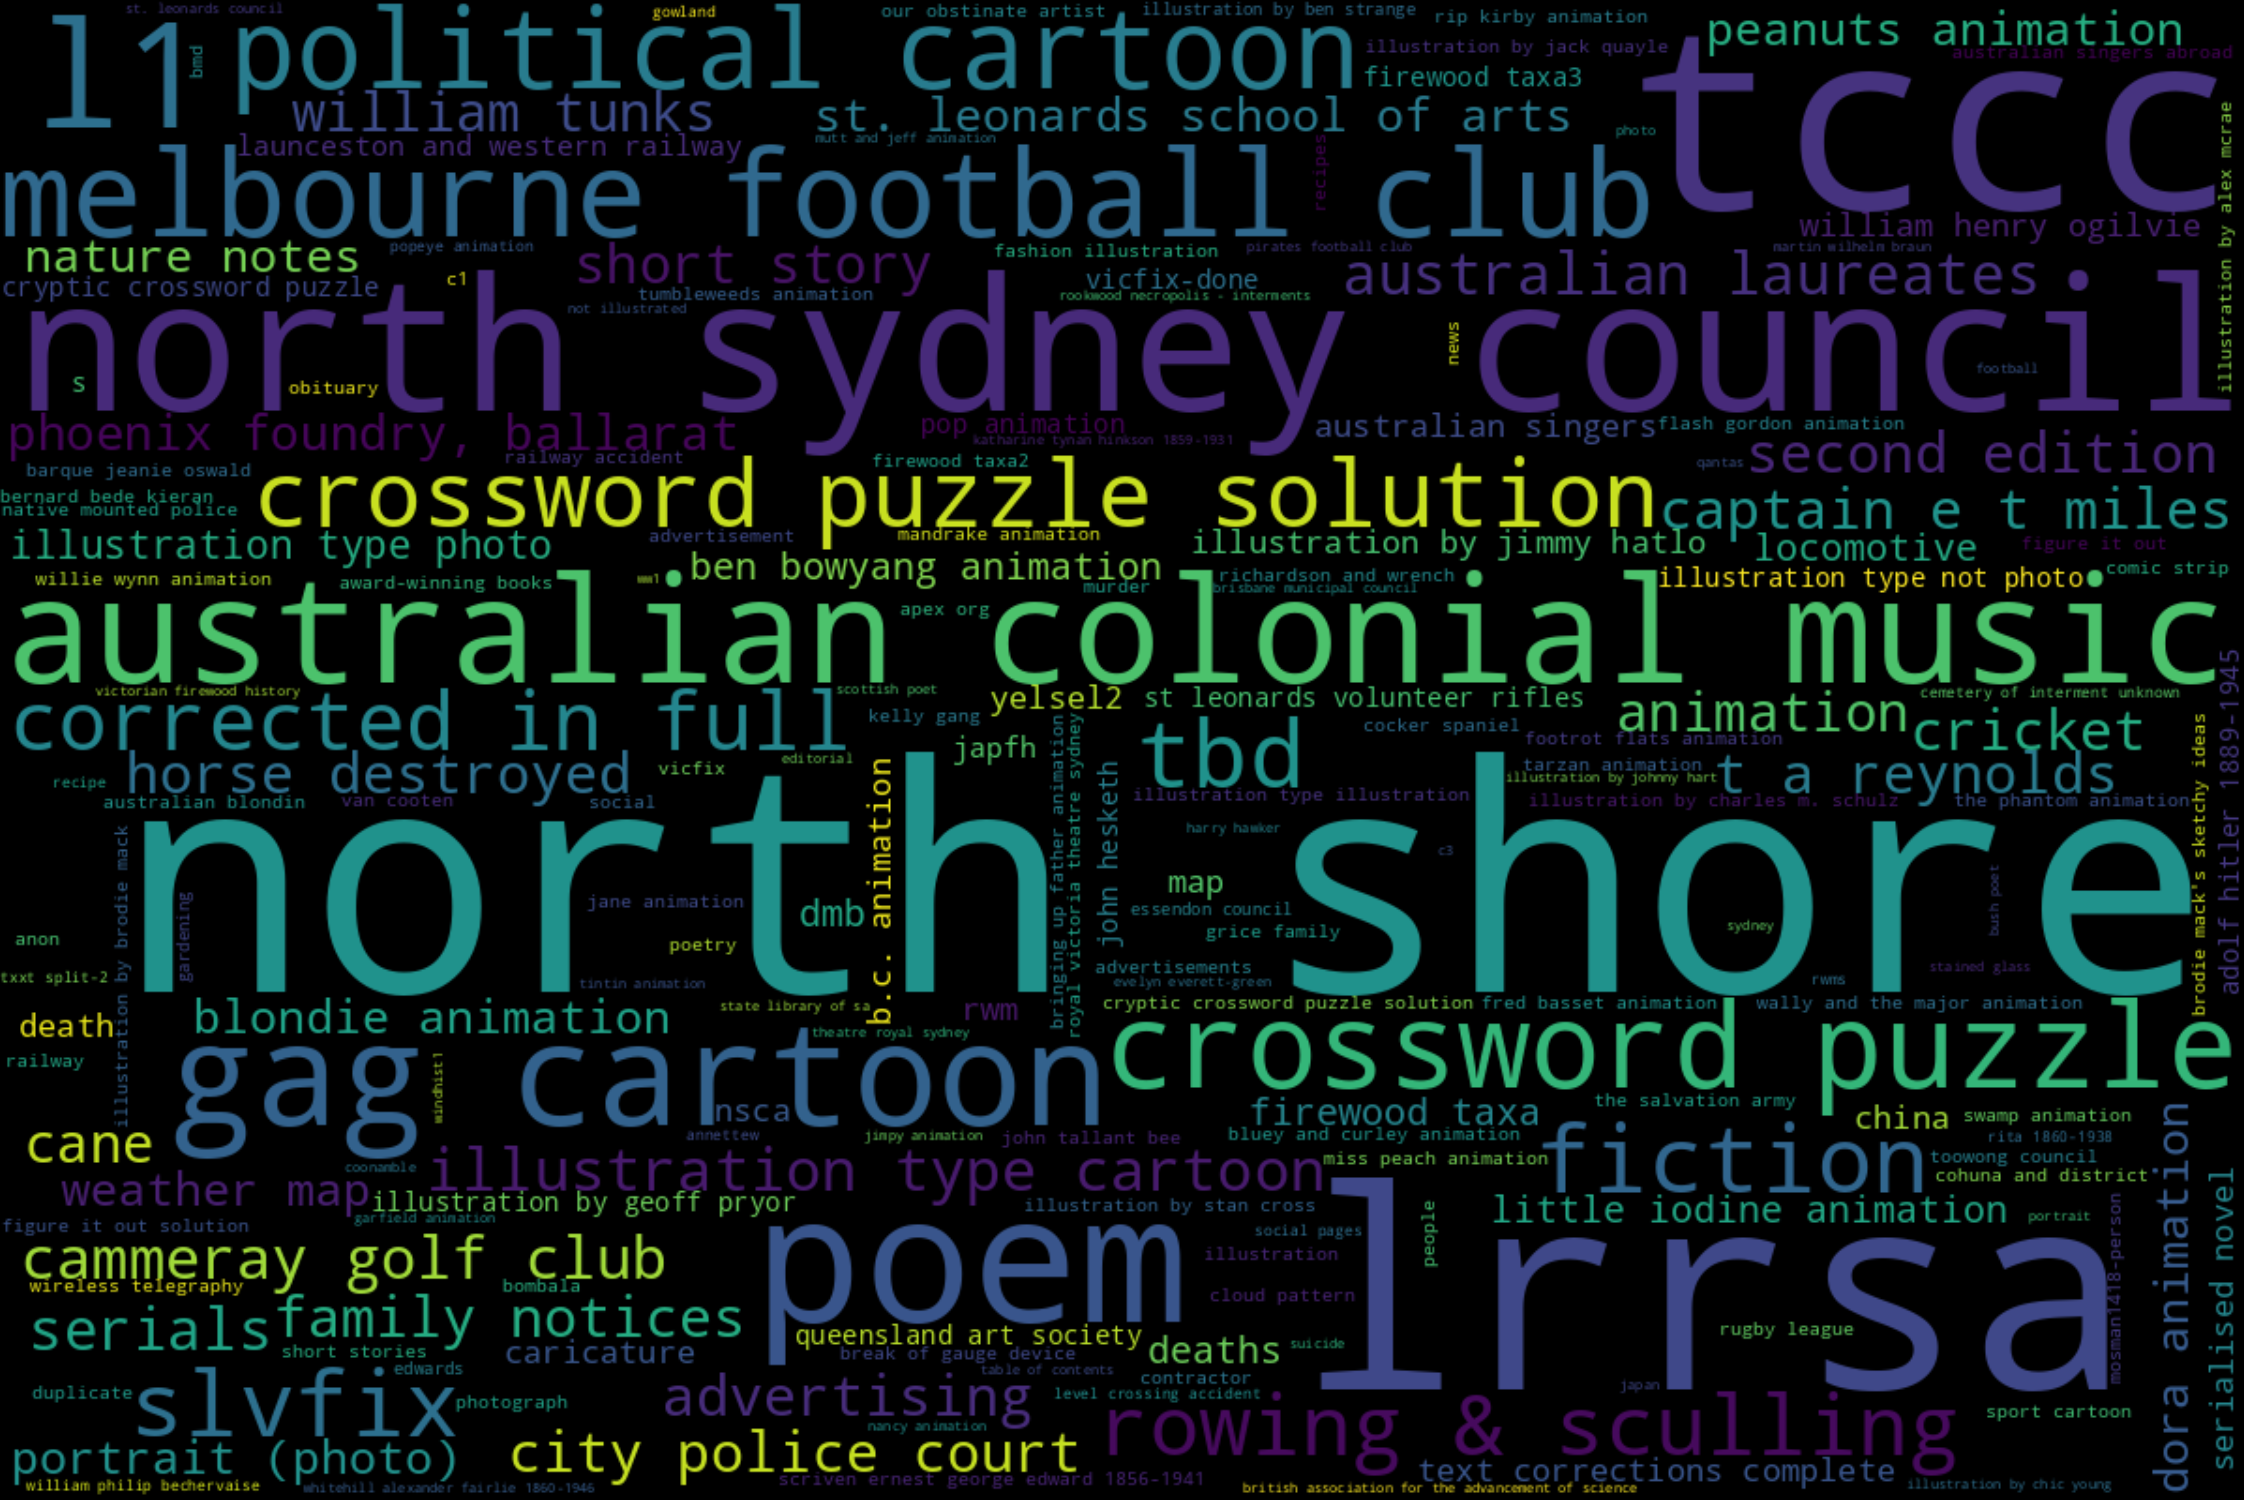 st. leonards council
gowland
our obstinate artist
illustration by ben strange
rip kirby animation
peanuts animation
l1
bmd
political cartoon
illustration by jack quayle
australian singers abroad
firewood taxa3
tccc
william tunks
st. leonards school of arts
photo
illustration by alex mcrae
launceston and western railway
mutt and jeff animation
recipes
melbourne football club
william henry ogilvie
nature notes
popeye animation
short story
fashion illustration
pirates football club
martin wilhelm braun
cryptic crossword puzzle
c1
tumbleweeds animation
vicfix-done
australian laureates
not illustrated
rookwood necropolis - interments
north sydney council
news
football
s
obituary
phoenix foundry, ballarat
pop animation
katharine tynan hinkson 1859-1931
australian singers
flash gordon animation
second edition
barque jeanie oswald
railway accident
firewood taxa2
qantas
bernard bede kieran
native mounted police
crossword puzzle solution
captain e t miles
illustration type photo
advertisement
mandrake animation
illustration by jimmy hatlo
locomotive
figure it out
willie wynn animation
award-winning books
ww1
ben bowyang animation
murder
richardson and wrench
brisbane municipal council
illustration type not photo
comic strip
australian colonial music
apex org
victorian firewood history
scottish poet
yelsel2
st leonards volunteer rifles
cemetery of interment unknown
adolf hitler 1889-1945
corrected in full
kelly gang
japfh
tbd
cocker spaniel
animation
cricket
footrot flats animation
horse destroyed
vicfix
editorial
recipe
tarzan animation
illustration by johnny hart
t a reynolds
australian blondin
van cooten
social
b.c. animation
bringing up father animation
royal victoria theatre sydney
john hesketh
illustration type illustration
illustration by charles m. schulz
the phantom animation
brodie mack's sketchy ideas
illustration by brodie mack
north shore
harry hawker
c3
gardening
jane animation
dmb
map
essendon council
grice family
bush poet
sydney
anon
poetry
txxt split-2
tintin animation
advertisements
evelyn everett-green
rwms
stained glass
death
blondie animation
state library of sa
rwm
cryptic crossword puzzle solution
fred basset animation
wally and the major animation
theatre royal sydney
railway
gag cartoon
windhist1
crossword puzzle
nsca
firewood taxa
the salvation army
china
swamp animation
cane
annettew
jimpy animation
john tallant bee
bluey and curley animation
fiction
rita 1860-1938
dora animation
coonamble
illustration type cartoon
miss peach animation
toowong council
cohuna and district
serialised novel
weather map
illustration by geoff pryor
illustration by stan cross
little iodine animation
portrait
figure it out solution
garfield animation
social pages
people
cammeray golf club
poem
illustration
lrrsa
mosman1418-person
wireless telegraphy
bombala
cloud pattern
serials
family notices
queensland art society
deaths
suicide
rugby league
short stories
caricature
break of gauge device
edwards
table of contents
contractor
duplicate
slvfix
photograph
advertising
level crossing accident
japan
nancy animation
rowing & sculling
sport cartoon
portrait (photo)
city police court
scriven ernest george edward 1856-1941
text corrections complete
william philip bechervaise
whitehill alexander fairlie 1860-1946
british association for the advancement of science
illustration by chic young